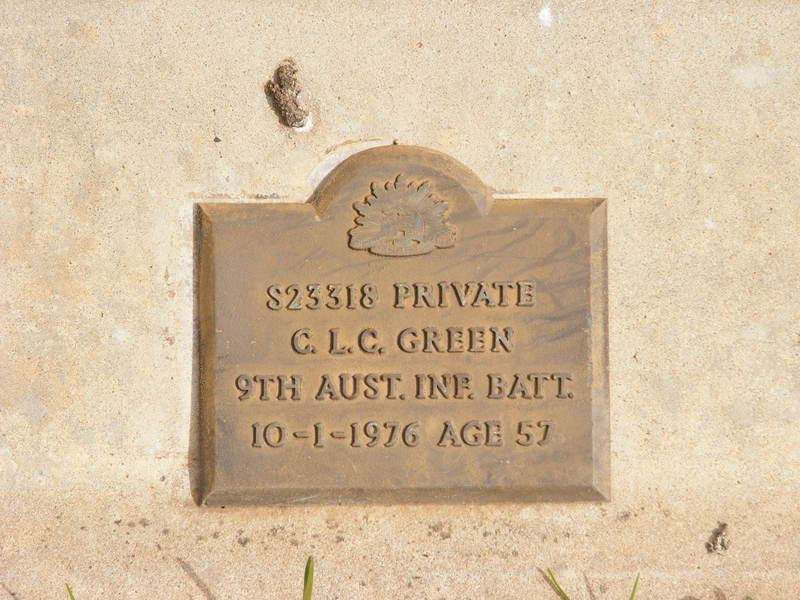 S23318 PRIVATE
C. L.C. GREEN
9TH AUST. INF. BATT.
10-1-1976 AGE 57